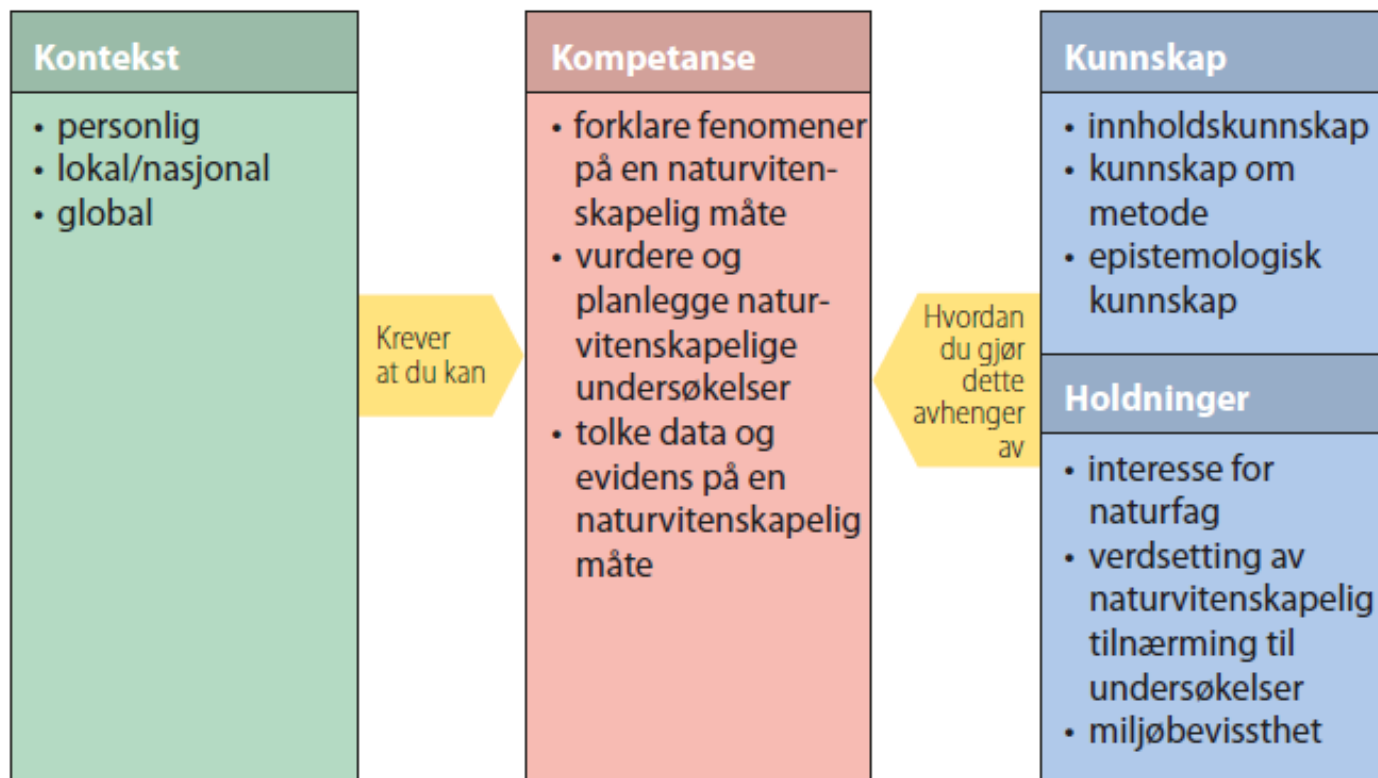 Kontekst
• personlig
• lokal/nasjonal
• global
Krever
at du kan
Kompetanse
• forklare fenomener
på en naturviten-
skapelig måte
• vurdere og
planlegge natur-
vitenskapelige
undersøkelser
• tolke data og
evidens på en
naturvitenskapelig
måte
Hvordan
du gjør
dette
avhenger
av
Kunnskap
• innholdskunnskap
• kunnskap om
metode
• epistemologisk
kunnskap
Holdninger
• interesse for
naturfag
• verdsetting av
naturvitenskapelig
tilnærming til
undersøkelser
• miljøbevissthet